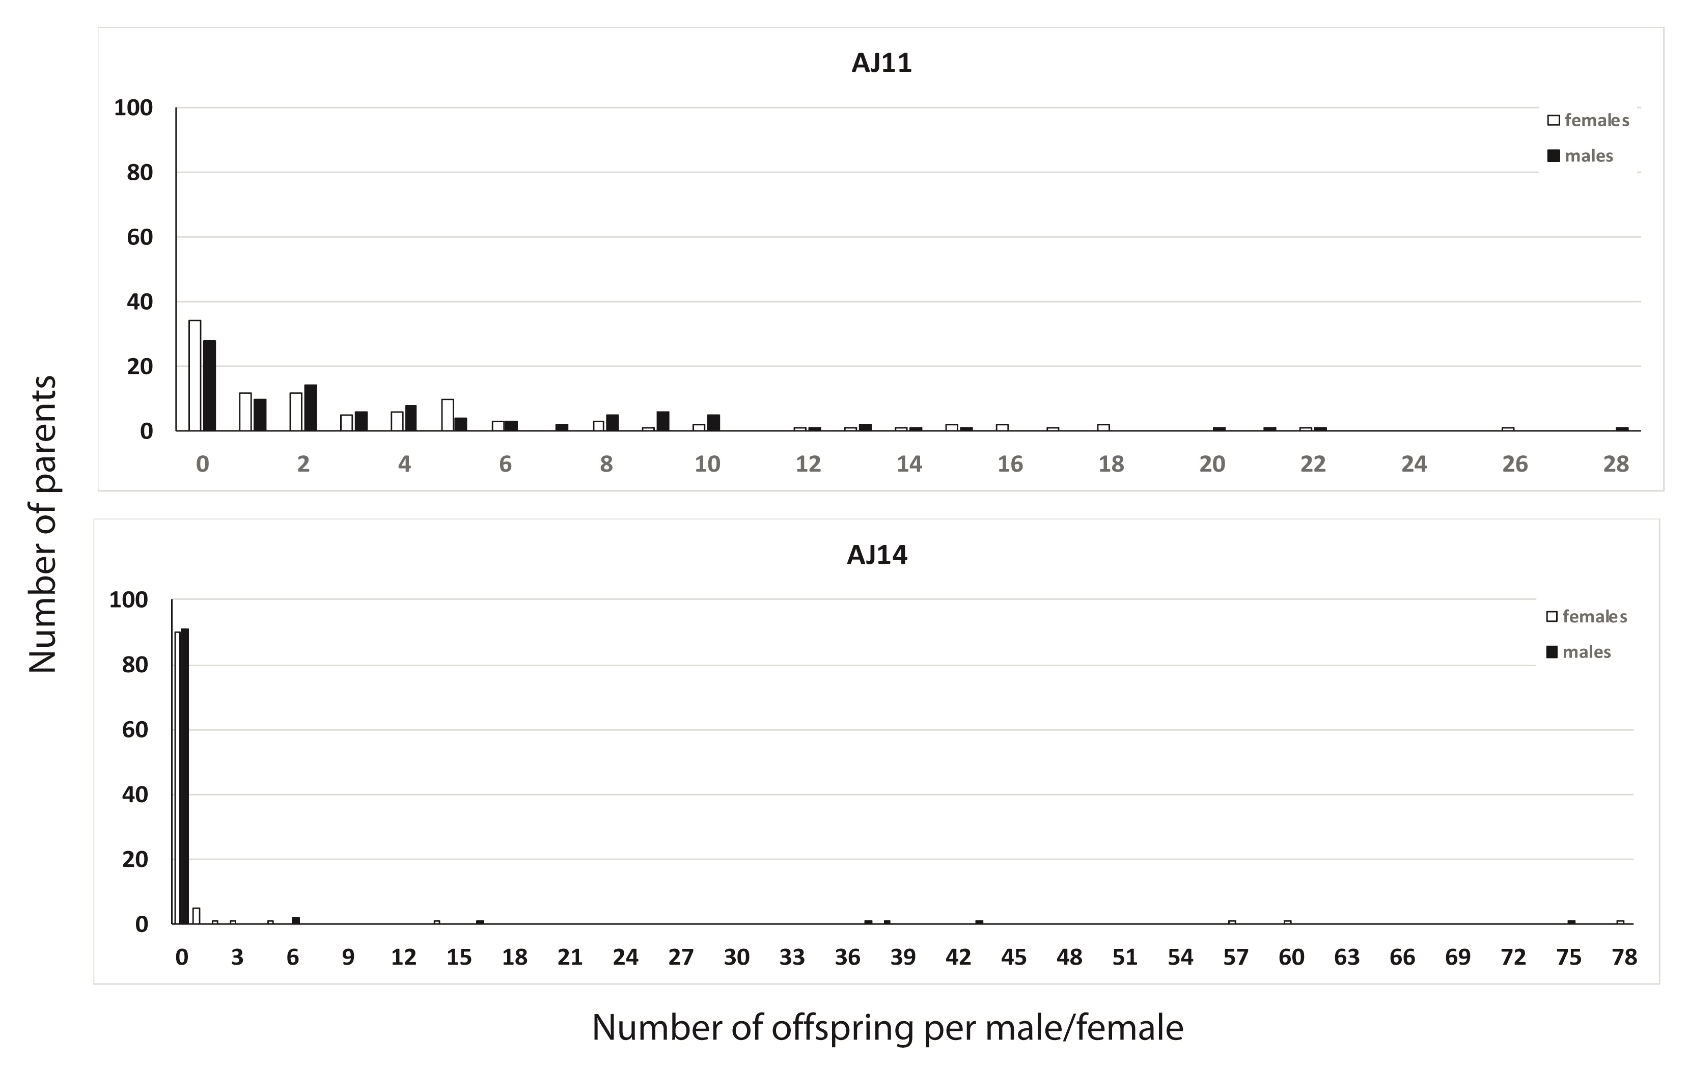 AJ11
100
80
60
40
20
0
females
males
0 2 4 6 8 10 12 14 16 18 20 22 24 26 28
Number of parents
AJ14
100
80
60
40
20
0
females
males
0 3 6 9 12 15 18 21 24 27 30 33 36 39 42 45 48 51 54 57 60 63 66 69 72 75 78
Number of offspring per male/female